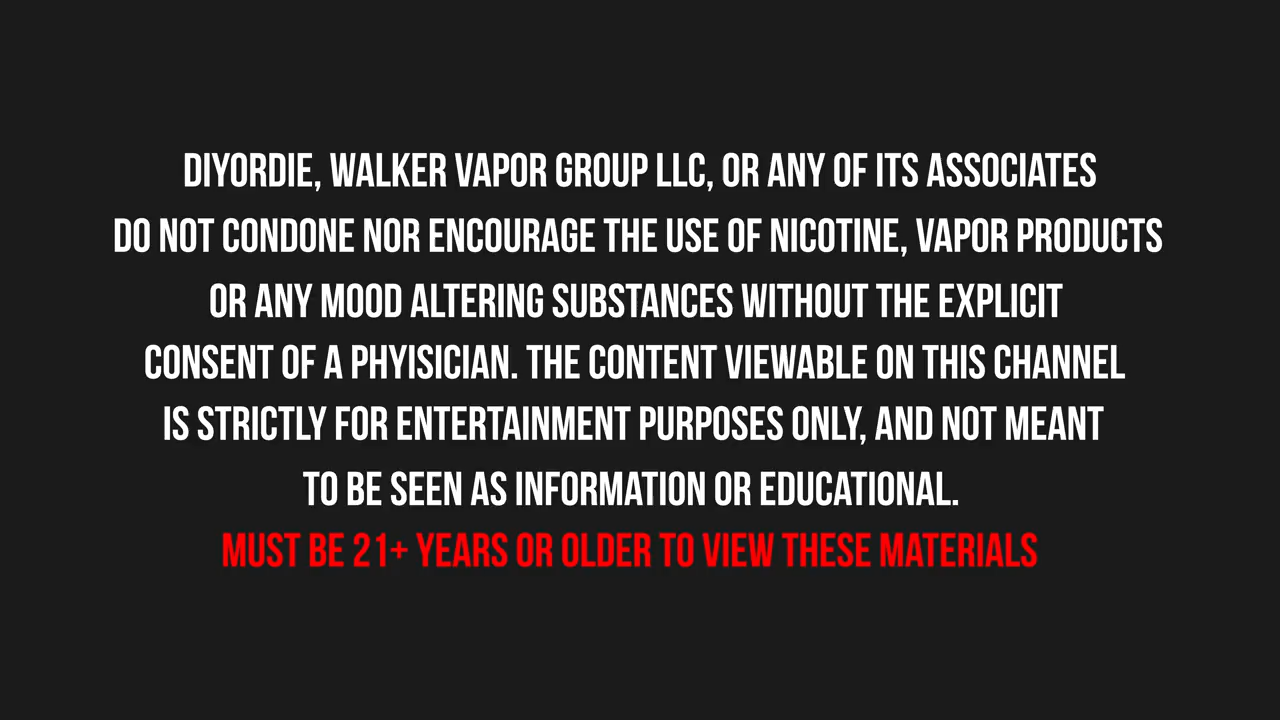 DIYORDIE, WALKER VAPOR GROUP LLC, OR ANY OF ITS ASSOCIATES
DO NOT CONDONE NOR ENCOURAGE THE USE OF NICOTINE, VAPOR PRODUCTS
OR ANY MOOD ALTERING SUBSTANCES WITHOUT THE EXPLICIT
CONSENT OF A PHYISICIAN. THE CONTENT VIEWABLE ON THIS CHANNEL
IS STRICTLY FOR ENTERTAINMENT PURPOSES ONLY, AND NOT MEANT
TO BE SEEN AS INFORMATION OR EDUCATIONAL.
MUST BE 21+ YEARS OR OLDER TO VIEW THESE MATERIALS